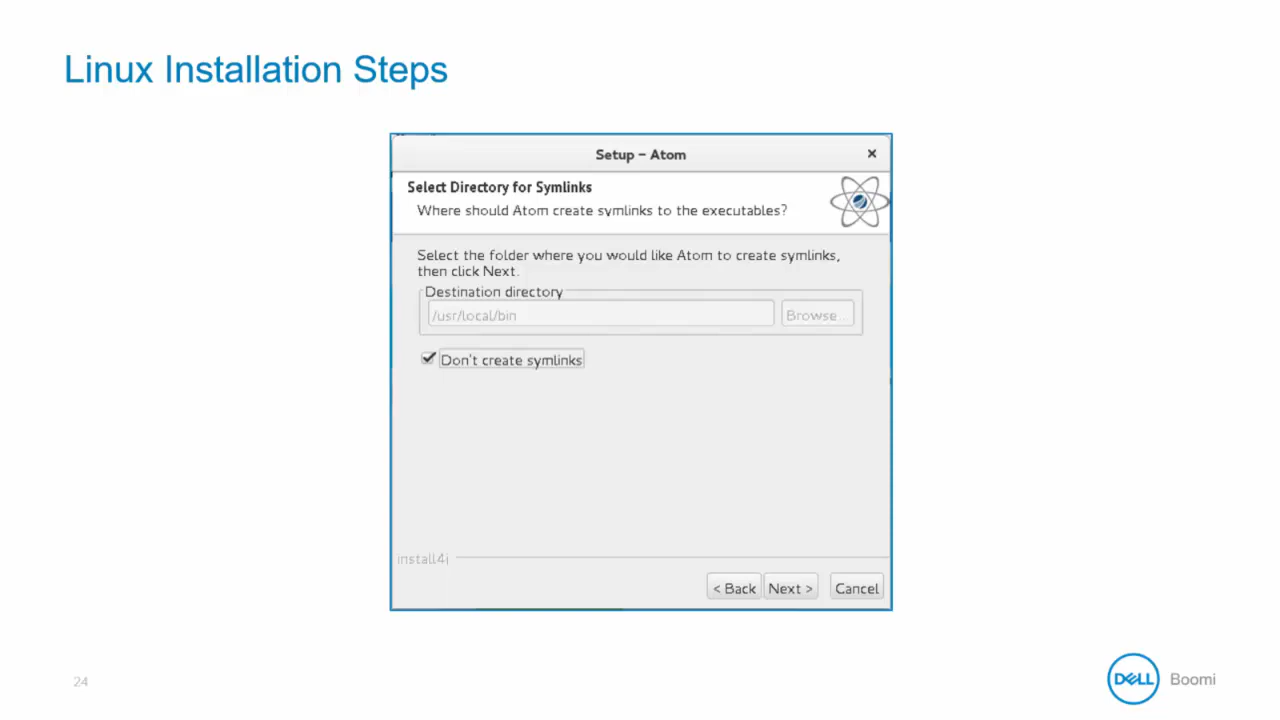 Linux Installation Steps
Setup – Atom
Select Directory for Symlinks
Where should Atom create symlinks to the executables?
Select the folder where you would like Atom to create symlinks,
then click Next.
Destination directory
/usr/local/bin
Browse...
Don't create symlinks
install4j
< Back
Next >
Cancel
24
DELL
Boomi